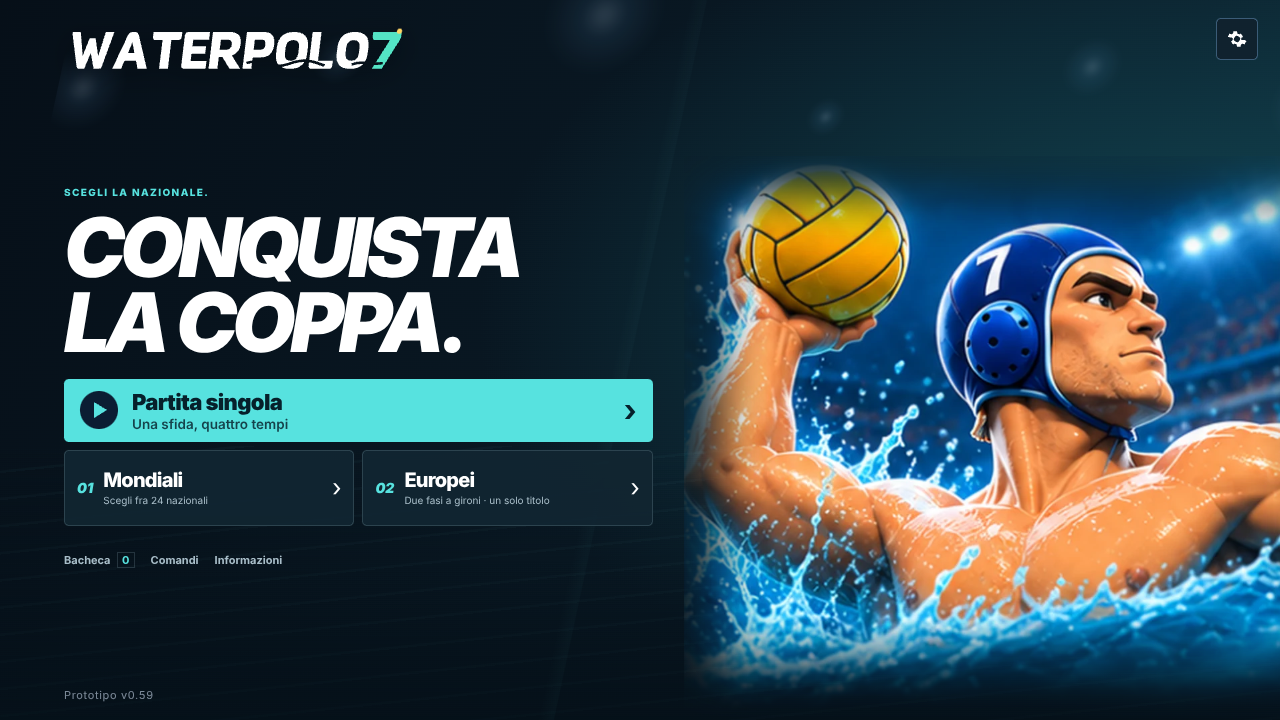 WATERPOLO7
SCEGLI LA NAZIONALE.
CONQUISTA
LA COPPA.
Partita singola
Una sfida, quattro tempi
01 Mondiali
Scegli fra 24 nazionali
02 Europei
Due fasi a gironi · un solo titolo
Bacheca 0 Comandi Informazioni
7
Prototipo v0.59